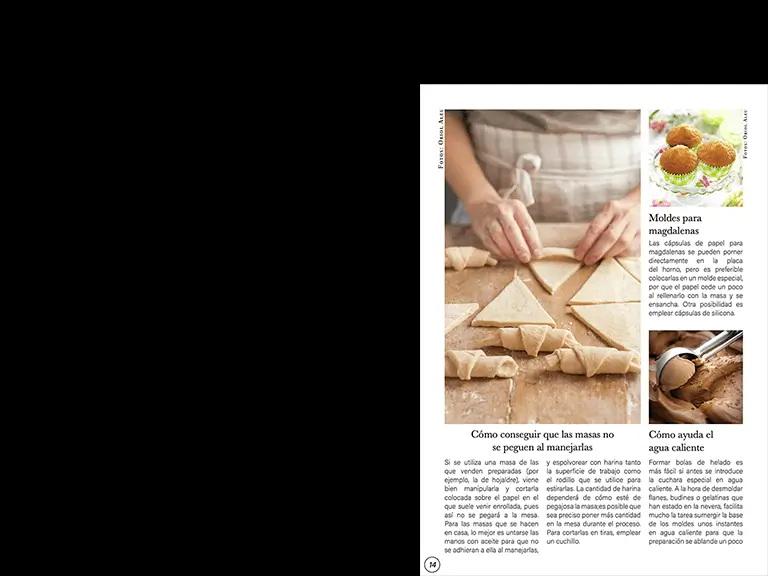 FOTOS: ORIOL ALEU
Cómo conseguir que las masas no
se peguen al manejarlas
Si se utiliza una masa de las
que venden preparadas (por
ejemplo, la de hojaldre), viene
bien manipularla y cortarla
colocada sobre el papel en el
que suele venir enrollada, pues
así no se pegará a la mesa.
Para las masas que se hacen
en casa, lo mejor es untarse las
manos con aceite para que no
se adhieran a ella al manejarlas,
y espolvorear con harina tanto
la superficie de trabajo como
el rodillo que se utilice para
estirarlas. La cantidad de harina
dependerá de cómo esté de
pegajosa la masa;es posible que
sea preciso poner más cantidad
en la mesa durante el proceso.
Para cortarlas en tiras, emplear
un cuchillo.
FOTOS: ORIOL ALEU
Moldes para
magdalenas
Las cápsulas de papel para
magdalenas se pueden porner
directamente en la placa
del horno, pero es preferible
colocarlas en un molde especial,
por que el papel cede un poco
al rellenarlo con la masa y se
ensancha. Otra posibilidad es
emplear cápsulas de silicona.
Cómo ayuda el
agua caliente
Formar bolas de helado es
más fácil si antes se introduce
la cuchara especial en agua
caliente. A la hora de desmoldar
flanes, budines o gelatinas que
han estado en la nevera, facilita
mucho la tarea sumergir la base
de los moldes unos instantes
en agua caliente para que la
preparación se ablande un poco
14